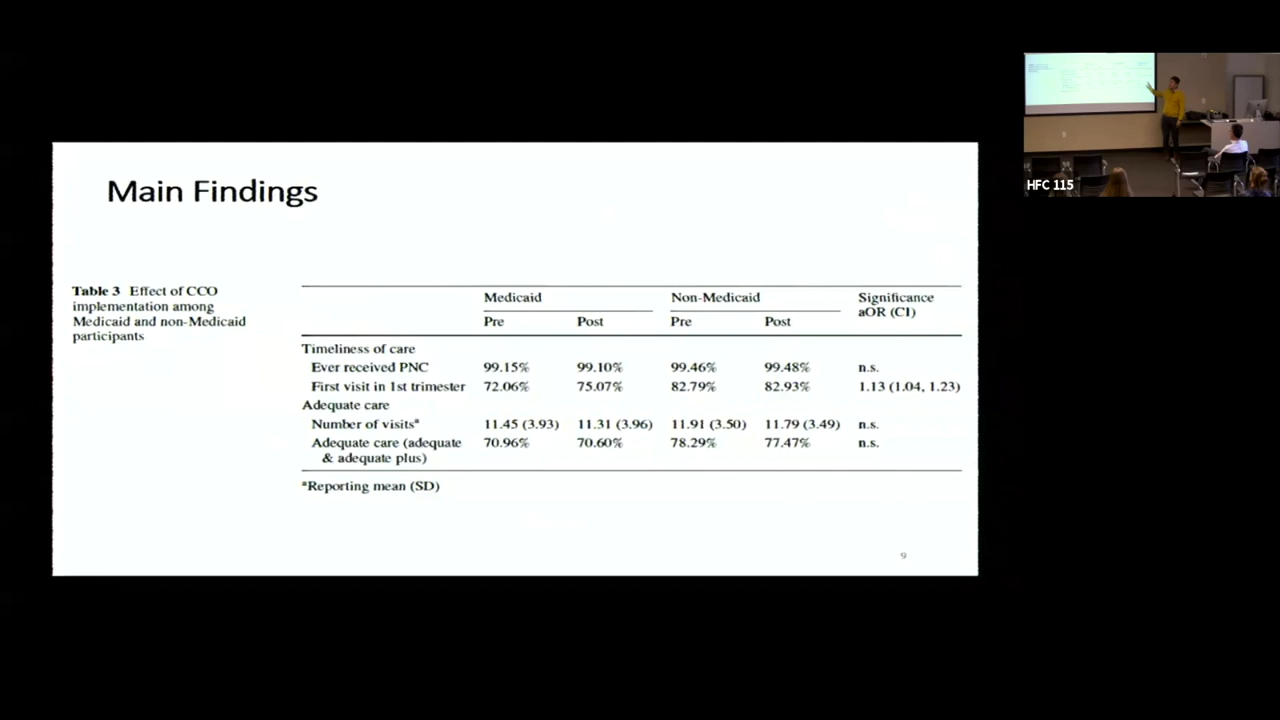 Main Findings
Table 3 Effect of CCO
implementation among
Medicaid and non-Medicaid
participants
Medicaid Non-Medicaid Significance
aOR (CI)
Pre Post Pre Post
Timeliness of care
Ever received PNC 99.15% 99.10% 99.46% 99.48% n.s.
First visit in 1st trimester 72.06% 75.07% 82.79% 82.93% 1.13 (1.04, 1.23)
Adequate care
Number of visitsᵃ 11.45 (3.93) 11.31 (3.96) 11.91 (3.50) 11.79 (3.49) n.s.
Adequate care (adequate 70.96% 70.60% 78.29% 77.47% n.s.
& adequate plus)
ᵃReporting mean (SD)
9
HFC 115